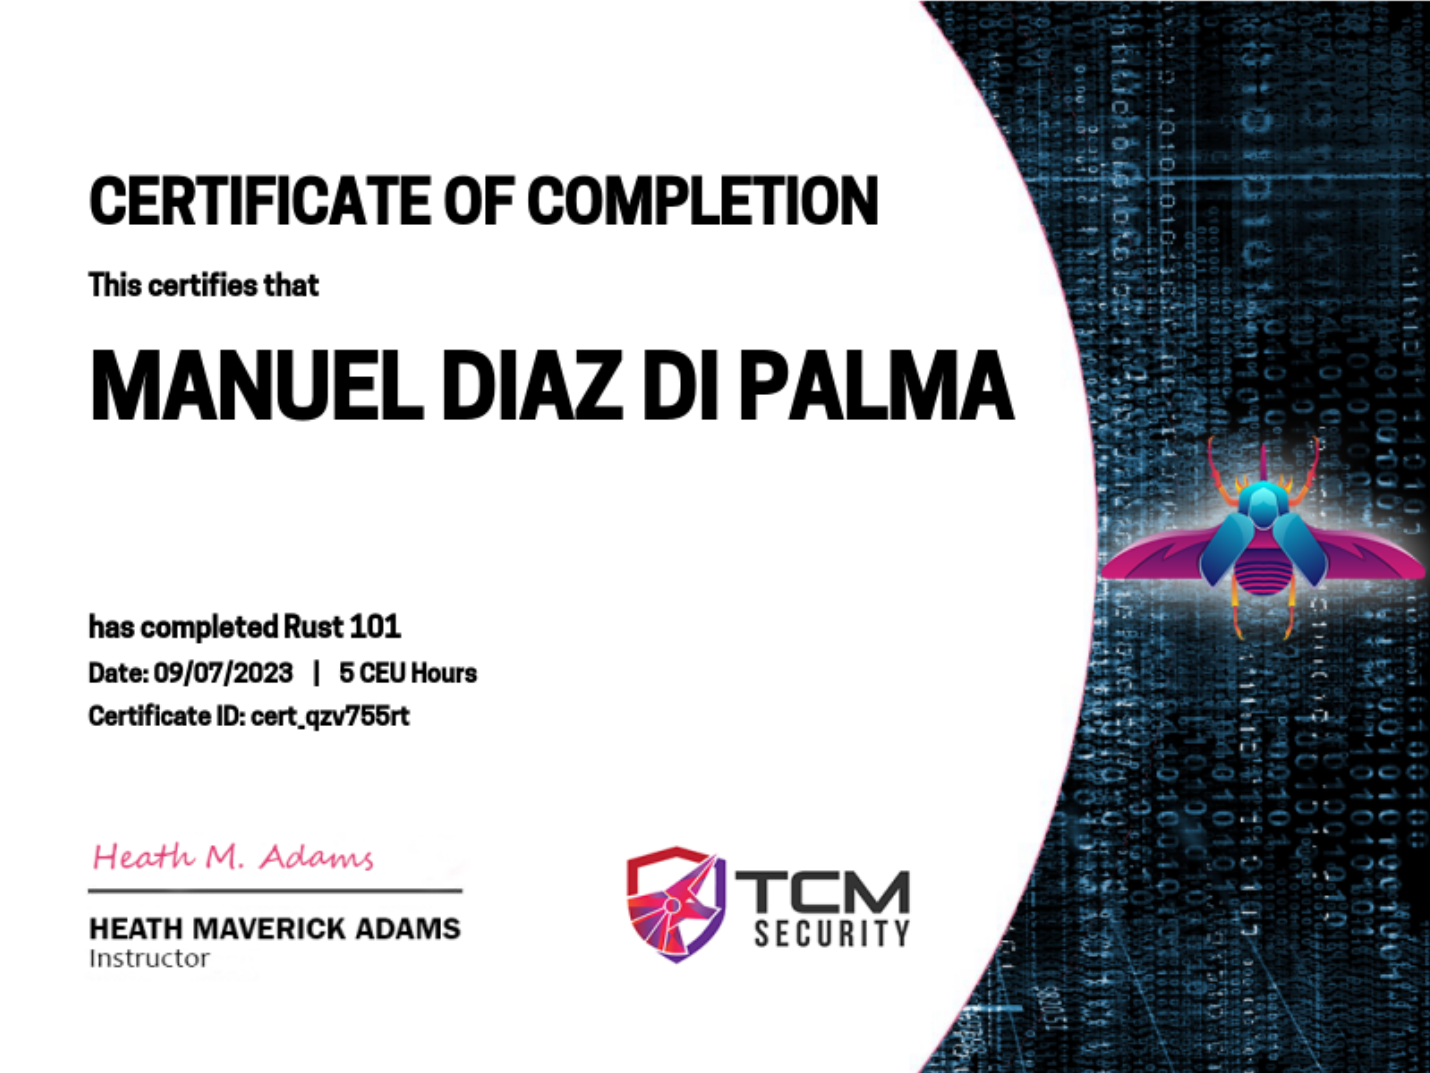 CERTIFICATE OF COMPLETION
This certifies that
MANUEL DIAZ DI PALMA
has completed Rust 101
Date: 09/07/2023 | 5 CEU Hours
Certificate ID: cert_qzv755rt
Heath M. Adams
HEATH MAVERICK ADAMS
Instructor
TCM
SECURITY